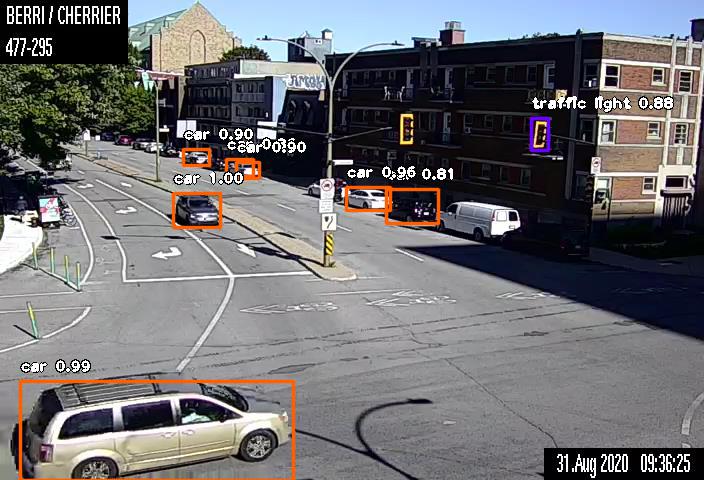 BERRI / CHERRIER
477-295
traffic light 0.88
car 0.90
0.90
car 0.96
0.81
car 1.00
car 0.99
31.Aug 2020 09:36:25